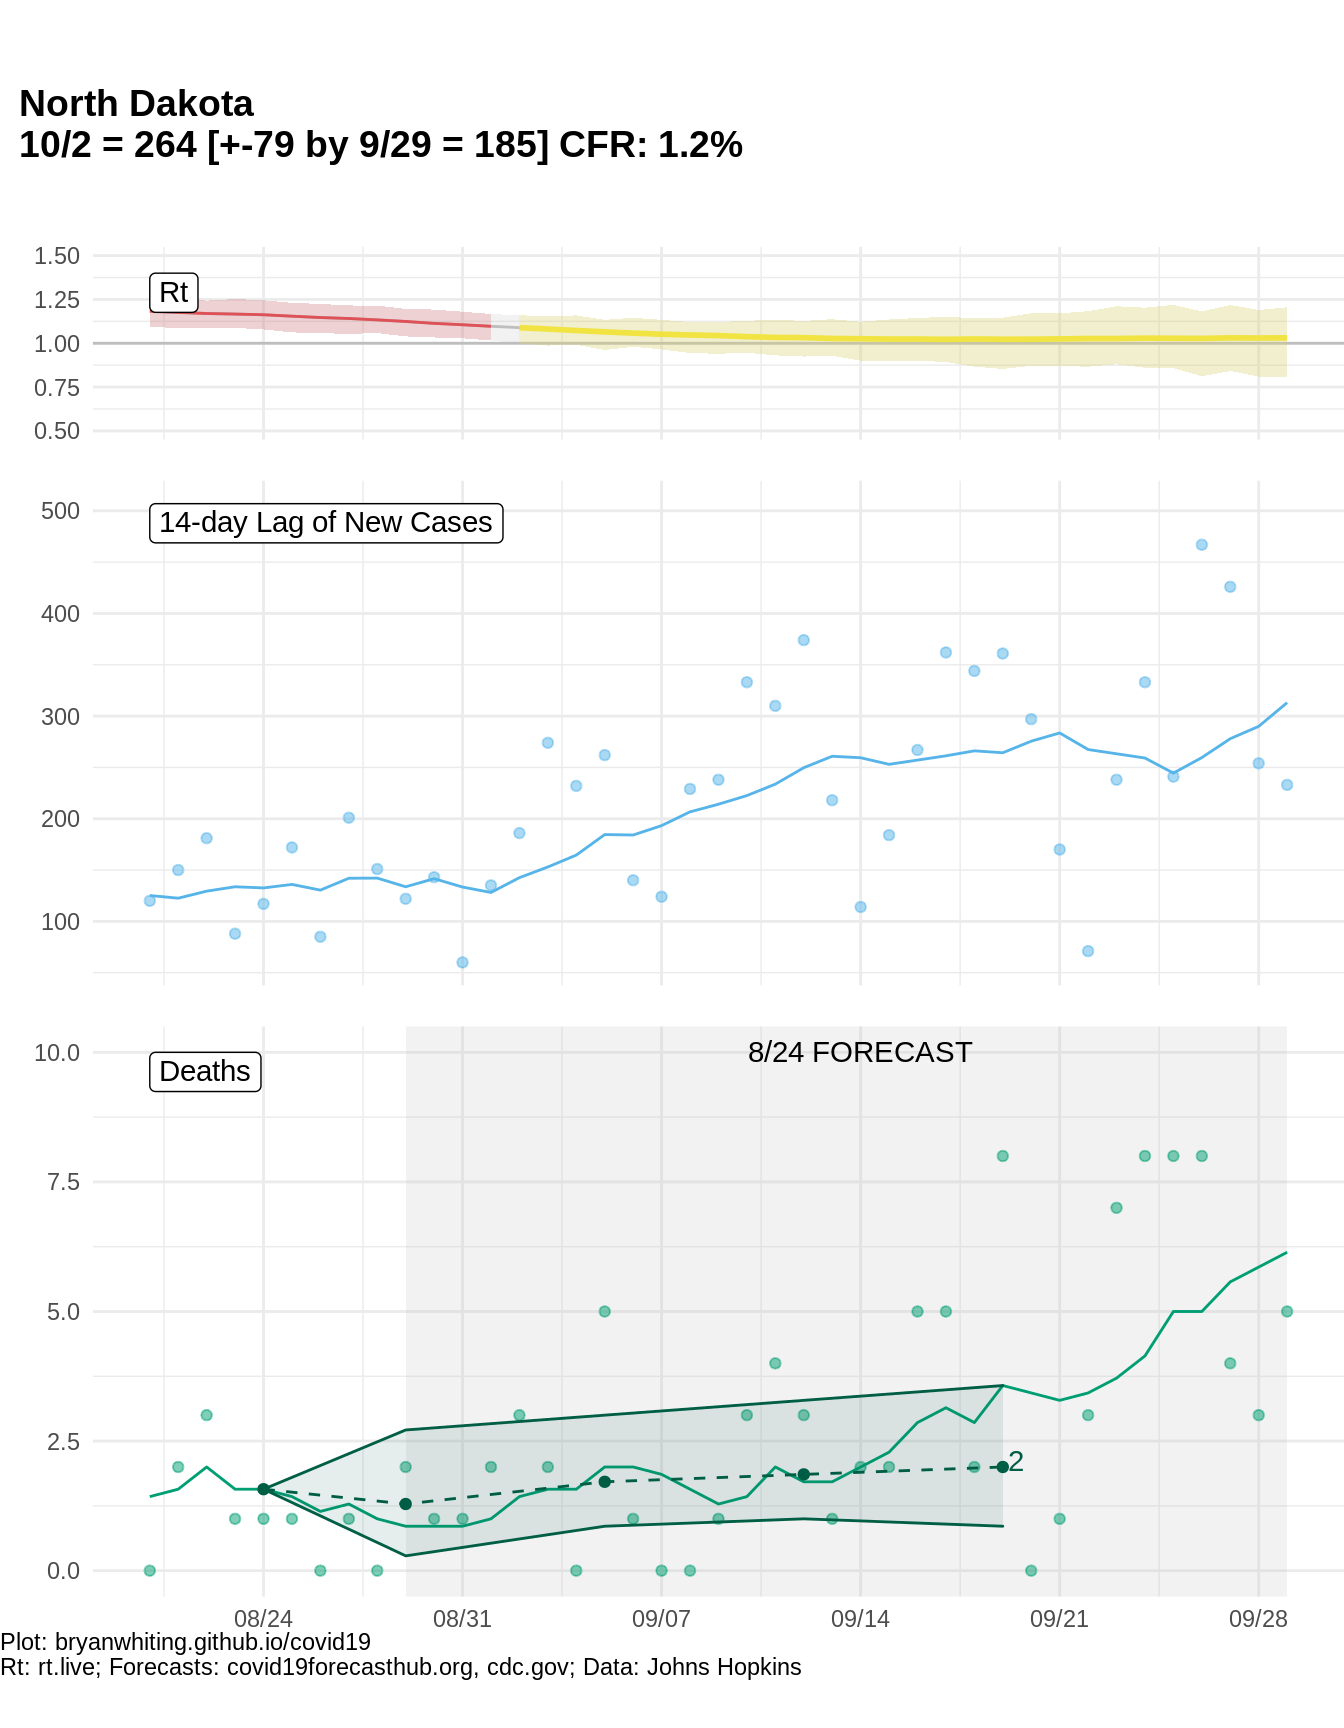 North Dakota
10/2 = 264 [+-79 by 9/29 = 185] CFR: 1.2%
1.50
1.25
1.00
0.75
0.50
Rt
500
400
300
200
100
14-day Lag of New Cases
10.0
7.5
5.0
2.5
0.0
Deaths
8/24 FORECAST
2
08/24 08/31 09/07 09/14 09/21 09/28
Plot: bryanwhiting.github.io/covid19
Rt: rt.live; Forecasts: covid19forecasthub.org, cdc.gov; Data: Johns Hopkins